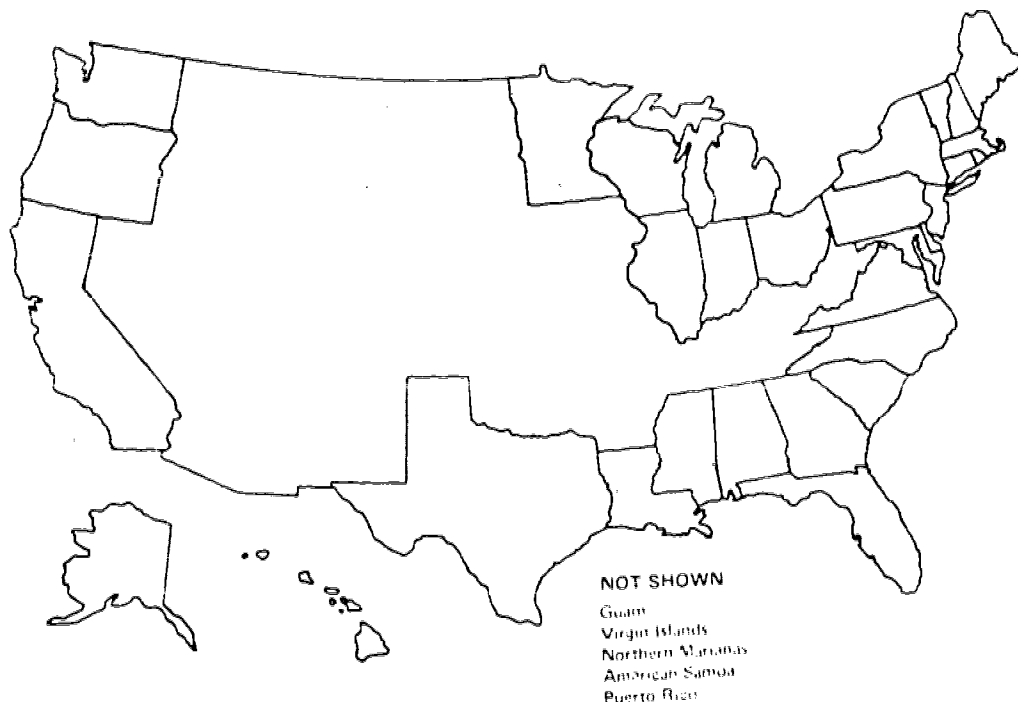 NOT SHOWN
Guam
Virgin Islands
Northern Marianas
American Samoa
Puerto Rico